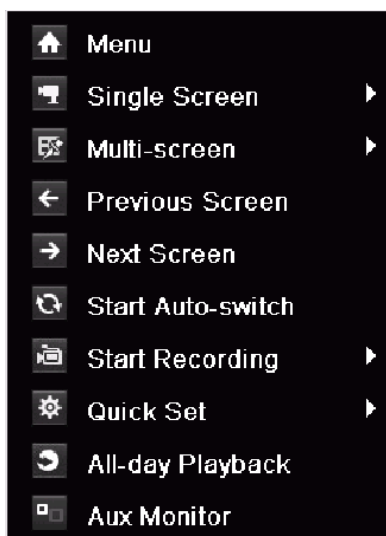 Menu
Single Screen
Multi-screen
Previous Screen
Next Screen
Start Auto-switch
Start Recording
Quick Set
All-day Playback
Aux Monitor